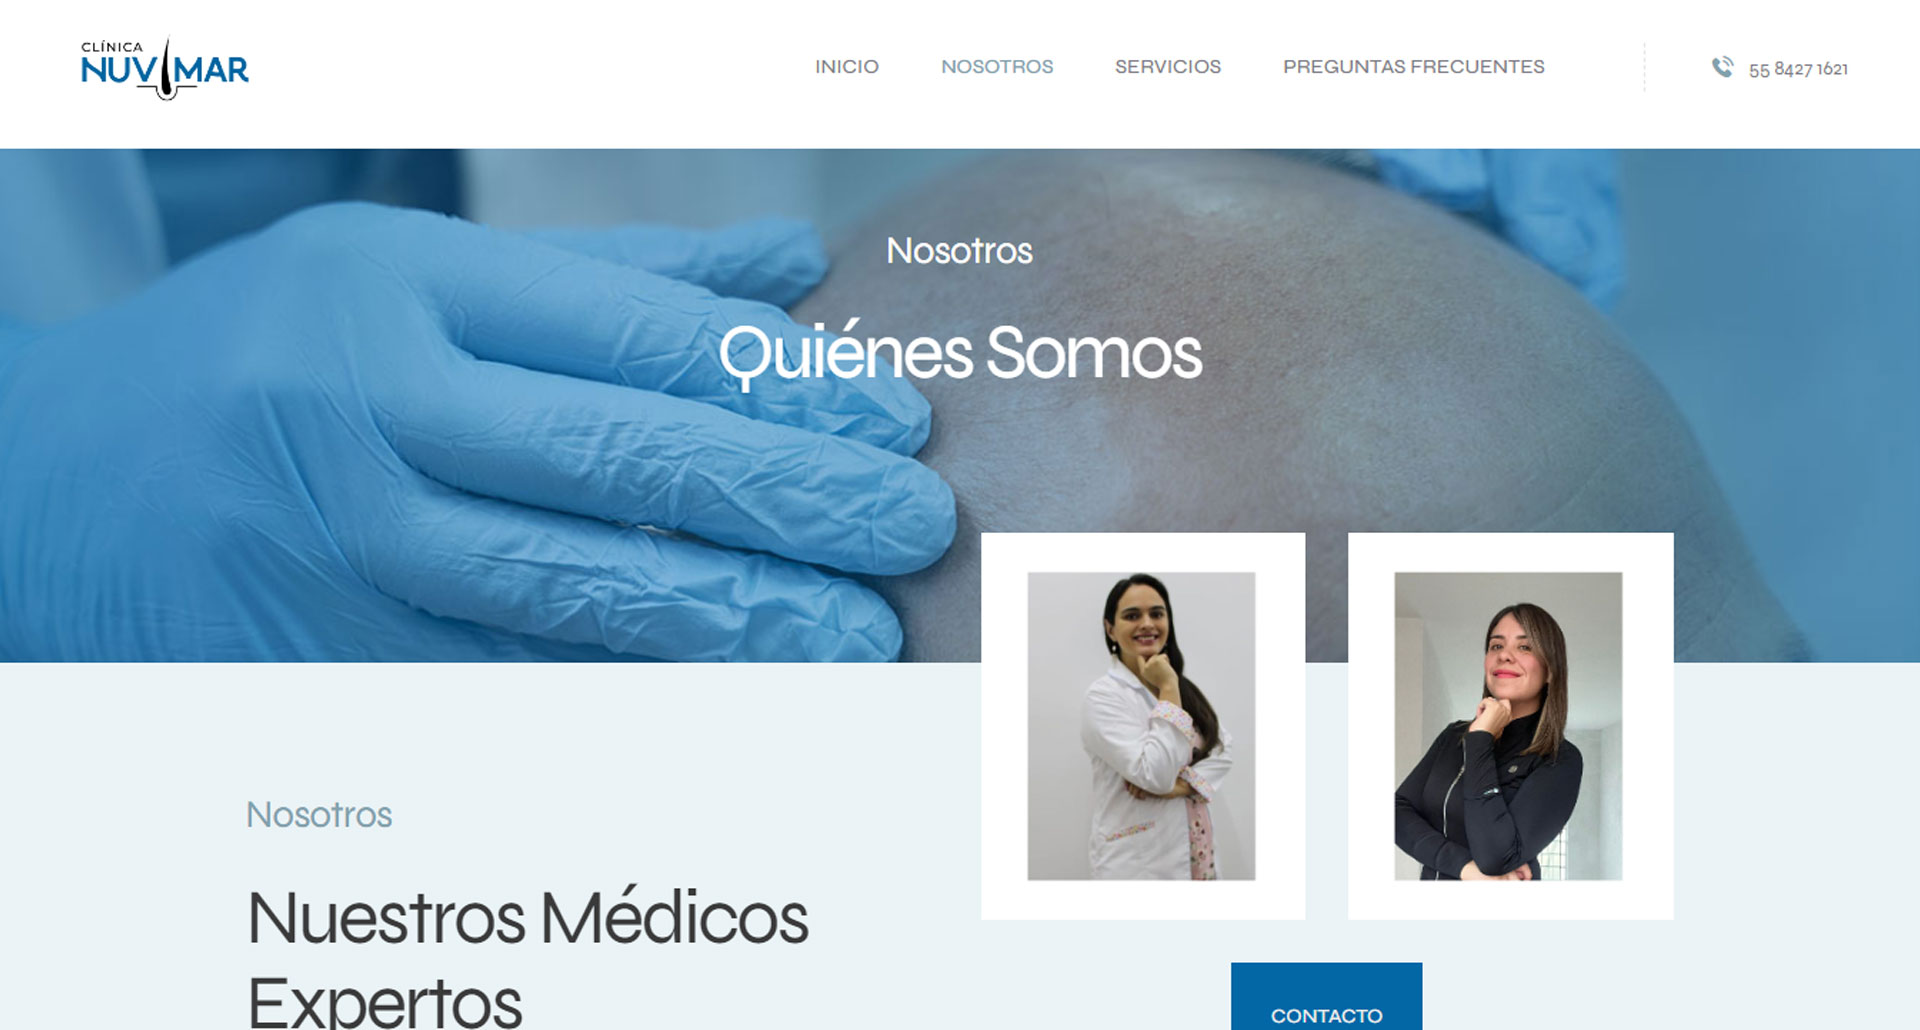 CLÍNICA
NUVIMAR
INICIO
NOSOTROS
SERVICIOS
PREGUNTAS FRECUENTES
55 8427 1621
Nosotros
Quiénes Somos
Nosotros
Nuestros Médicos
Expertos
CONTACTO